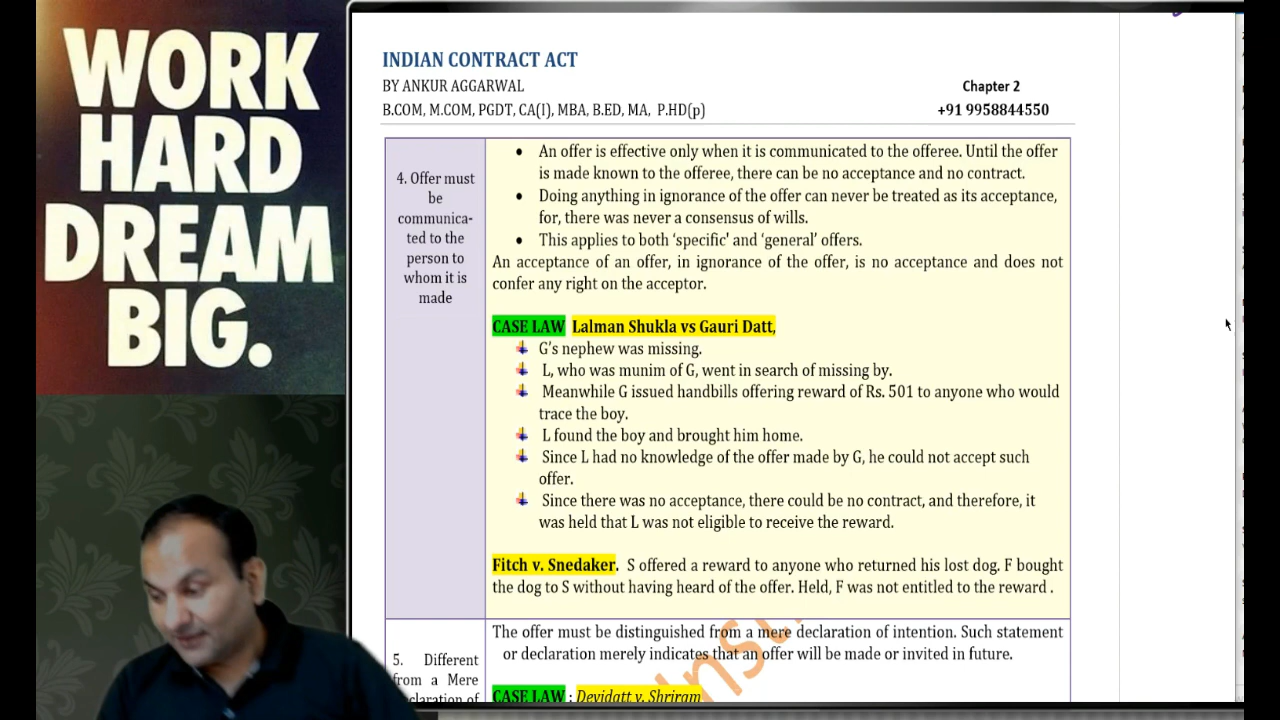 WORK
HARD
DREAM
BIG.
INDIAN CONTRACT ACT
BY ANKUR AGGARWAL
Chapter 2
B.COM, M.COM, PGDT, CA(I), MBA, B.ED, MA, P.HD(p)
+91 9958844550
4. Offer must
be
communica-
ted to the
person to
whom it is
made
An offer is effective only when it is communicated to the offeree. Until the offer
is made known to the offeree, there can be no acceptance and no contract.
Doing anything in ignorance of the offer can never be treated as its acceptance,
for, there was never a consensus of wills.
This applies to both ‘specific' and ‘general’ offers.
An acceptance of an offer, in ignorance of the offer, is no acceptance and does not
confer any right on the acceptor.
CASE LAW Lalman Shukla vs Gauri Datt,
G’s nephew was missing.
L, who was munim of G, went in search of missing by.
Meanwhile G issued handbills offering reward of Rs. 501 to anyone who would
trace the boy.
L found the boy and brought him home.
Since L had no knowledge of the offer made by G, he could not accept such
offer.
Since there was no acceptance, there could be no contract, and therefore, it
was held that L was not eligible to receive the reward.
Fitch v. Snedaker. S offered a reward to anyone who returned his lost dog. F bought
the dog to S without having heard of the offer. Held, F was not entitled to the reward .
5. Different
from a Mere
The offer must be distinguished from a mere declaration of intention. Such statement
or declaration merely indicates that an offer will be made or invited in future.
CASE LAW : Devidatt v. Shriram